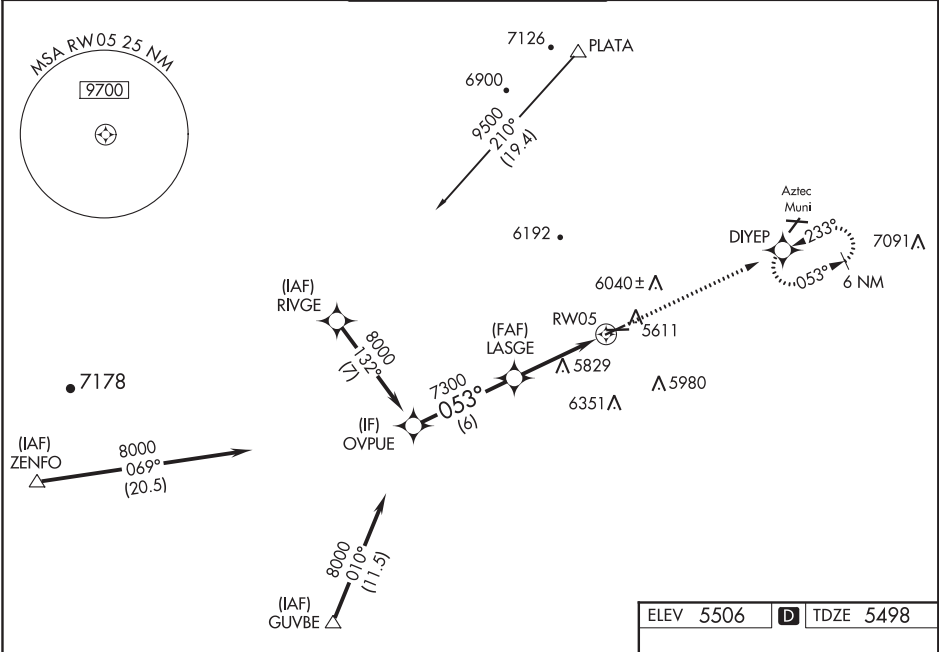 MSA RW05 25 NM
9700
7126
PLATA
6900
9500
210°
(19.4)
Aztec
Muni
DIYEP
233°
7091
053°
6 NM
6192
6040±
(IAF)
RIVGE
8000
132°
(7)
RW05
5611
(FAF)
LASGE
5829
5980
6351
7300
053°
(6)
(IF)
OVPUE
7178
(IAF)
ZENFO
8000
069°
(20.5)
8000
010°
(11.5)
(IAF)
GUVBE
ELEV 5506 D TDZE 5498